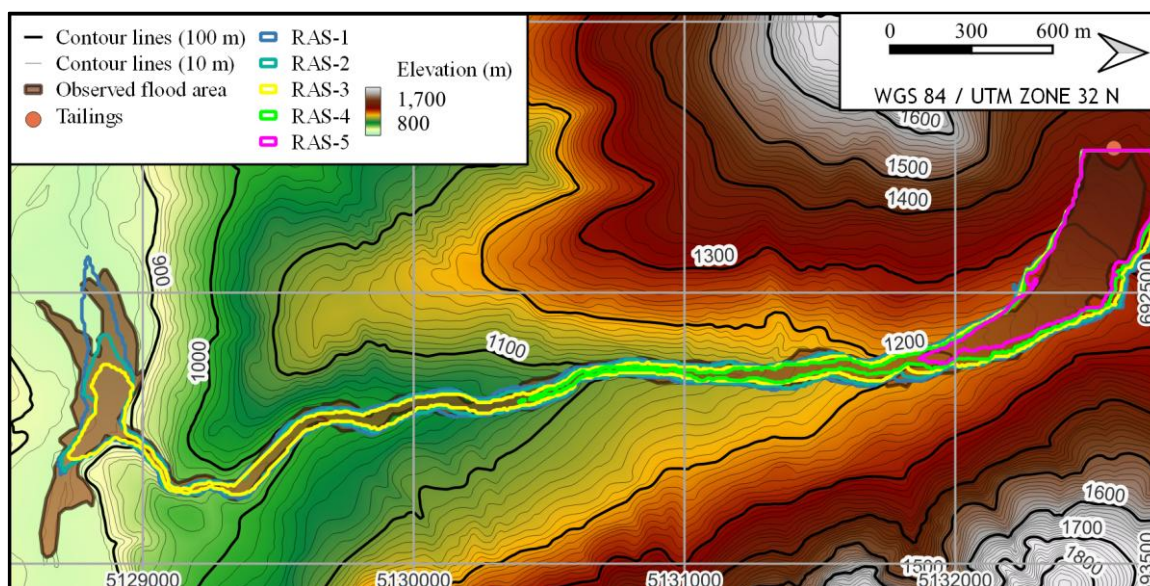 Contour lines (100 m)
Contour lines (10 m)
Observed flood area
Tailings
RAS-1
RAS-2
RAS-3
RAS-4
RAS-5
Elevation (m)
1,700
800
0 300 600 m
WGS 84 / UTM ZONE 32 N
1600
1500
1400
1300
1200
1100
1000
900
692500
1600
1700
1800
1500
93500
5129000
5130000
5131000
5132000